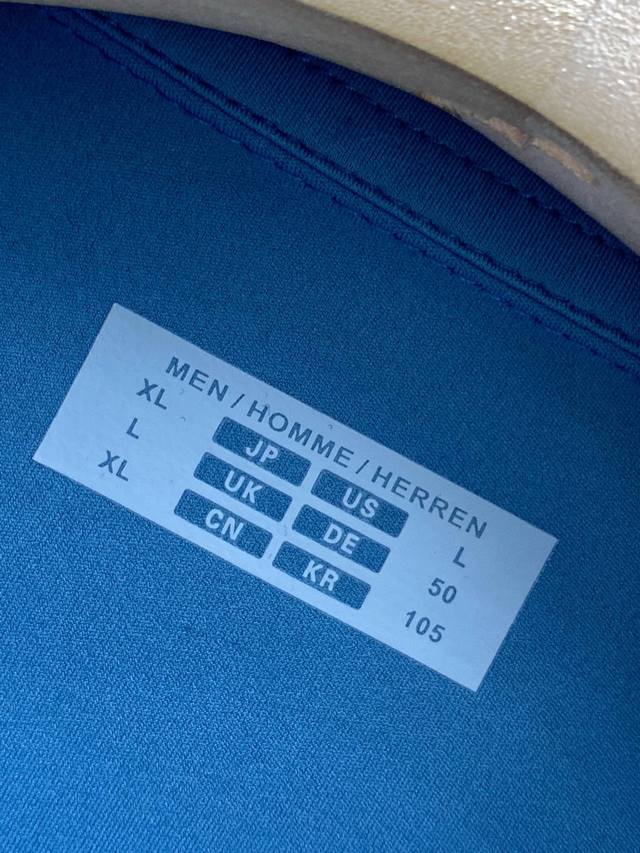 MEN / HOMME / HERREN
XL JP US L
L UK DE 50
XL CN KR 105